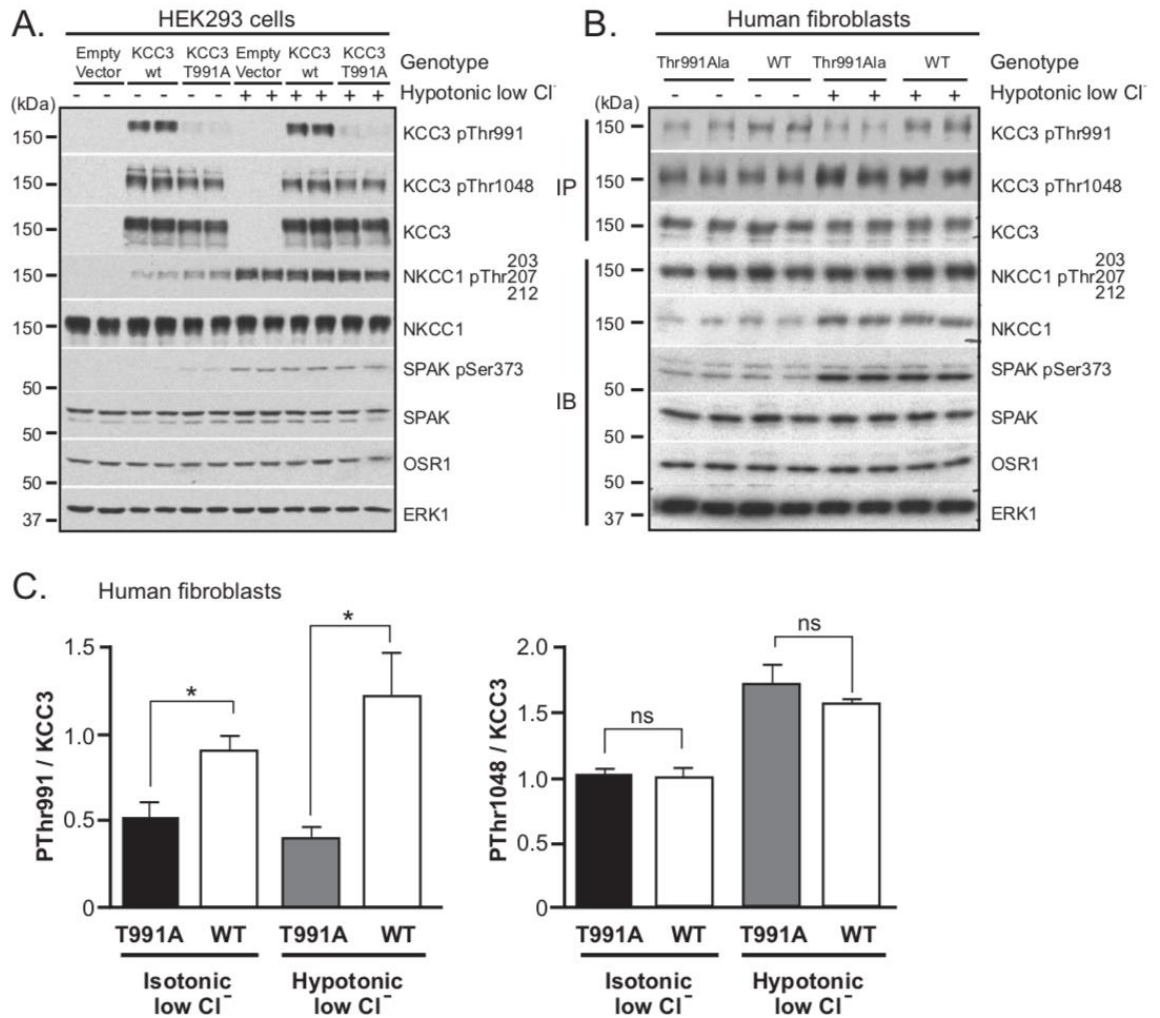 A.
HEK293 cells
Empty Vector
KCC3 wt
KCC3 T991A
Empty Vector
KCC3 wt
KCC3 T991A
Genotype
- - - - - - + + + + + +
Hypotonic low Cl-
(kDa)
150
KCC3 pThr991
150
KCC3 pThr1048
150
KCC3
150
NKCC1 pThr207
203
212
150
NKCC1
SPAK pSer373
50
SPAK
50
OSR1
50
ERK1
37
B.
Human fibroblasts
Thr991Ala WT Thr991Ala WT
Genotype
- - - - + + + +
Hypotonic low Cl-
(kDa)
IP
150
KCC3 pThr991
150
KCC3 pThr1048
150
KCC3
IB
150
NKCC1 pThr207
203
212
150
NKCC1
SPAK pSer373
50
SPAK
50
OSR1
50
ERK1
37
C.
Human fibroblasts
PThr991 / KCC3
1.5
1.0
0.5
0
*
*
T991A WT T991A WT
Isotonic
low Cl-
Hypotonic
low Cl-
PThr1048 / KCC3
2.0
1.5
1.0
0.5
0
ns
ns
T991A WT T991A WT
Isotonic
low Cl-
Hypotonic
low Cl-